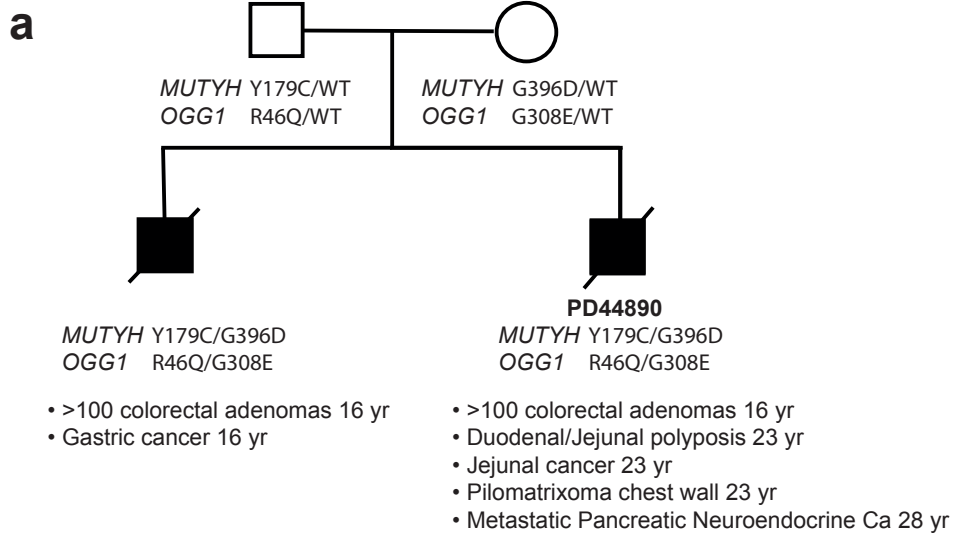 a
MUTYH Y179C/WT
OGG1 R46Q/WT
MUTYH G396D/WT
OGG1 G308E/WT
MUTYH Y179C/G396D
OGG1 R46Q/G308E
• >100 colorectal adenomas 16 yr
• Gastric cancer 16 yr
PD44890
MUTYH Y179C/G396D
OGG1 R46Q/G308E
• >100 colorectal adenomas 16 yr
• Duodenal/Jejunal polyposis 23 yr
• Jejunal cancer 23 yr
• Pilomatrixoma chest wall 23 yr
• Metastatic Pancreatic Neuroendocrine Ca 28 yr